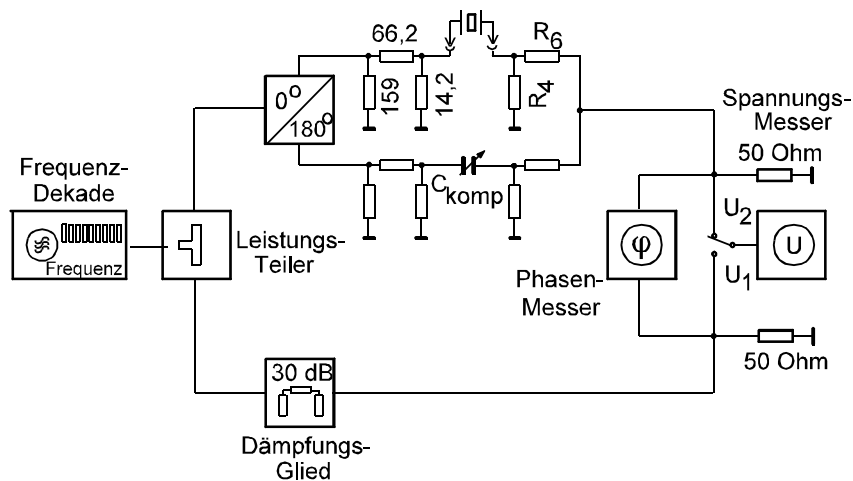 66,2
R6
0°
180°
159
14,2
R4
Spannungs-
Messer
50 Ohm
Frequenz-
Dekade
Frequenz
Leistungs-
Teiler
Ckomp
U2
φ
U
U1
Phasen-
Messer
50 Ohm
30 dB
Dämpfungs-
Glied